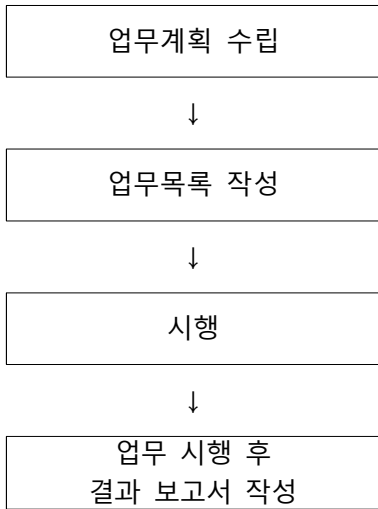 업무계획 수립
↓
업무목록 작성
↓
시행
↓
업무 시행 후
결과 보고서 작성